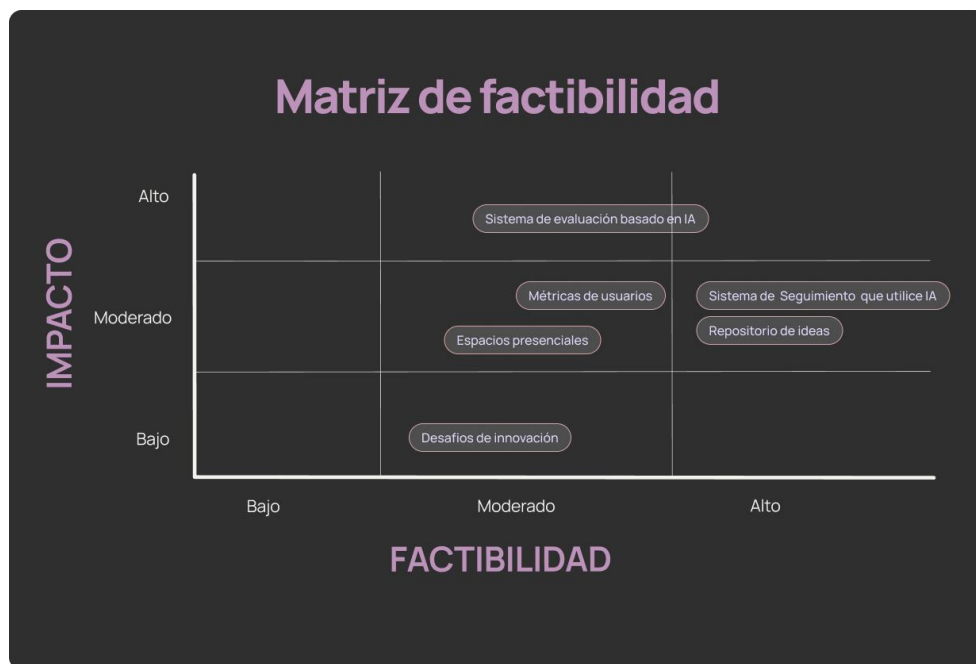 Matriz de factibilidad
Alto
Sistema de evaluación basado en IA
IMPACTO
Moderado
Métricas de usuarios
Sistema de Seguimiento que utilice IA
Repositorio de ideas
Espacios presenciales
Bajo
Desafios de innovación
Bajo
Moderado
Alto
FACTIBILIDAD